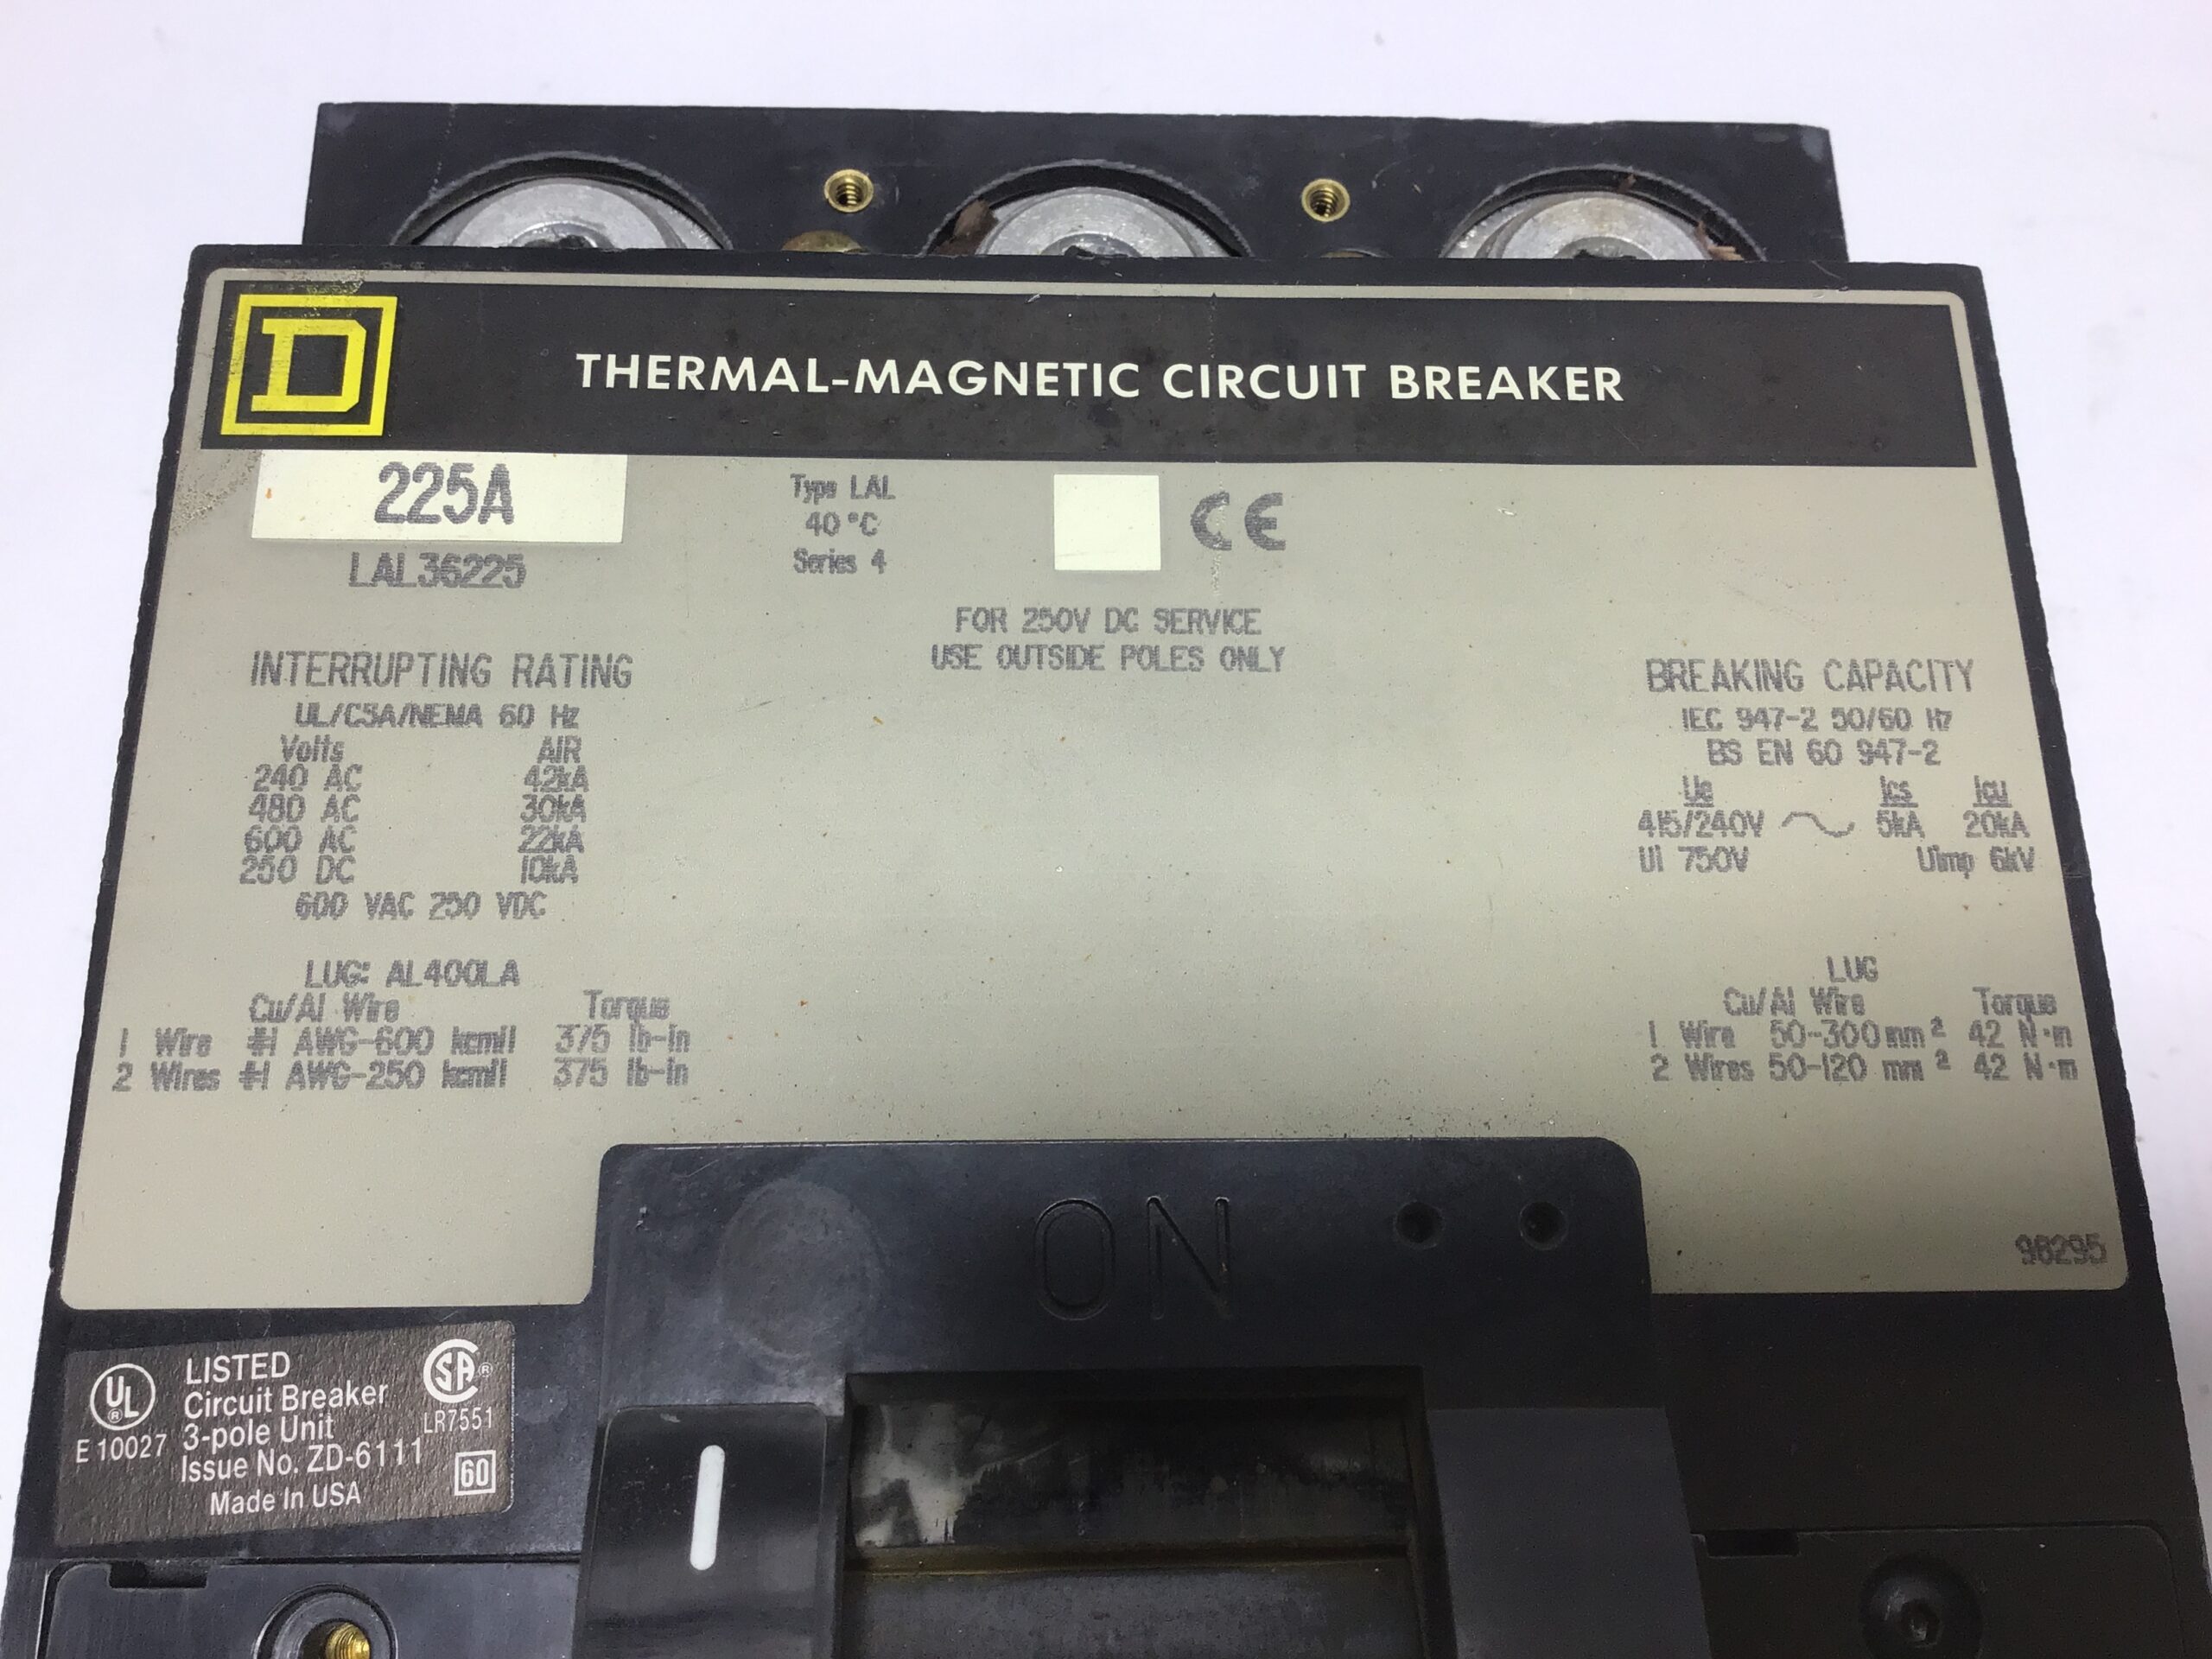 D
THERMAL-MAGNETIC CIRCUIT BREAKER
225A
LAL36225
Type LAL
40 °C
Series 4
CE
FOR 250V DC SERVICE
USE OUTSIDE POLES ONLY
INTERRUPTING RATING
UL/CSA/NEMA 60 Hz
Volts AIR
240 AC 42kA
480 AC 30kA
600 AC 22kA
250 DC 10kA
600 VAC 250 VDC
LUG: AL400LA
Cu/Al Wire Torque
1 Wire #1 AWG-600 kcmil 375 lb-in
2 Wires #1 AWG-250 kcmil 375 lb-in
BREAKING CAPACITY
IEC 947-2 50/60 Hz
BS EN 60 947-2
Ue Ics Icu
415/240V ~ 5kA 20kA
Ui 750V Uimp 6kV
LUG
Cu/Al Wire Torque
1 Wire 50-300mm² 42 N·m
2 Wires 50-120 mm² 42 N·m
96295
ON
UL ®
E 10027
LISTED
Circuit Breaker
3-pole Unit
Issue No. ZD-6111
Made In USA
SA ®
LR7551
60